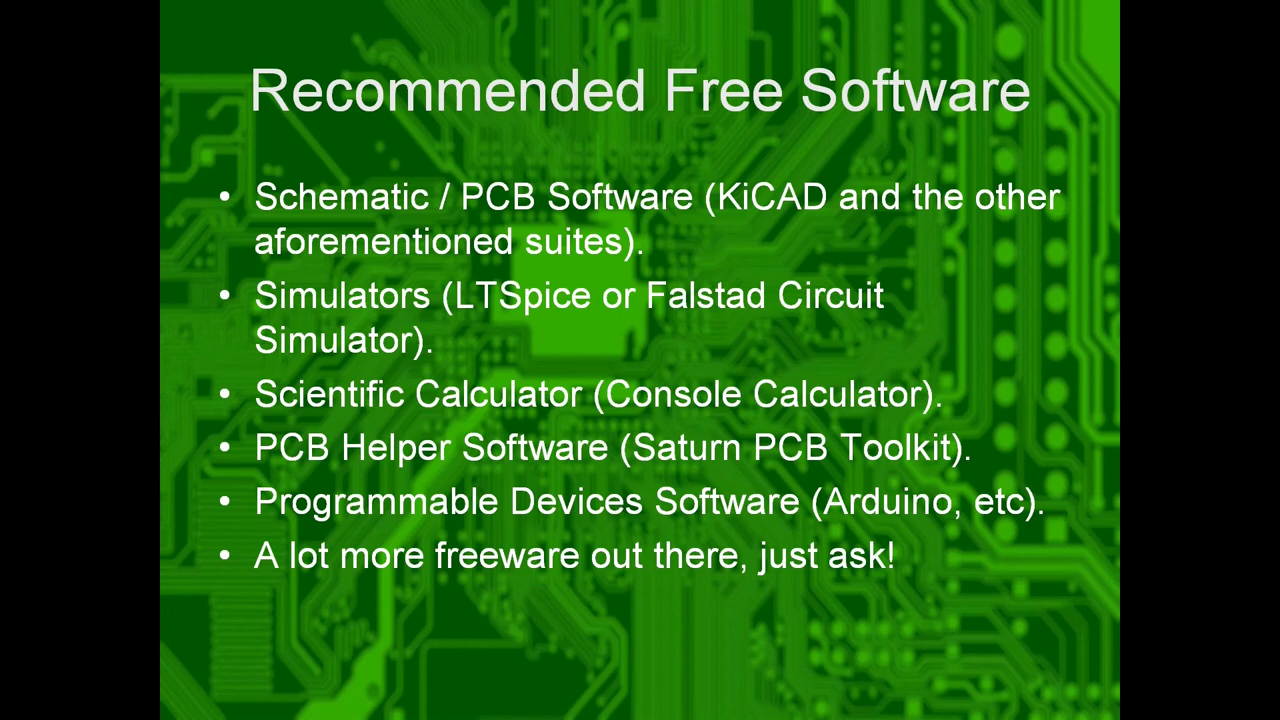 Recommended Free Software
• Schematic / PCB Software (KiCAD and the other
aforementioned suites).
• Simulators (LTSpice or Falstad Circuit
Simulator).
• Scientific Calculator (Console Calculator).
• PCB Helper Software (Saturn PCB Toolkit).
• Programmable Devices Software (Arduino, etc).
• A lot more freeware out there, just ask!